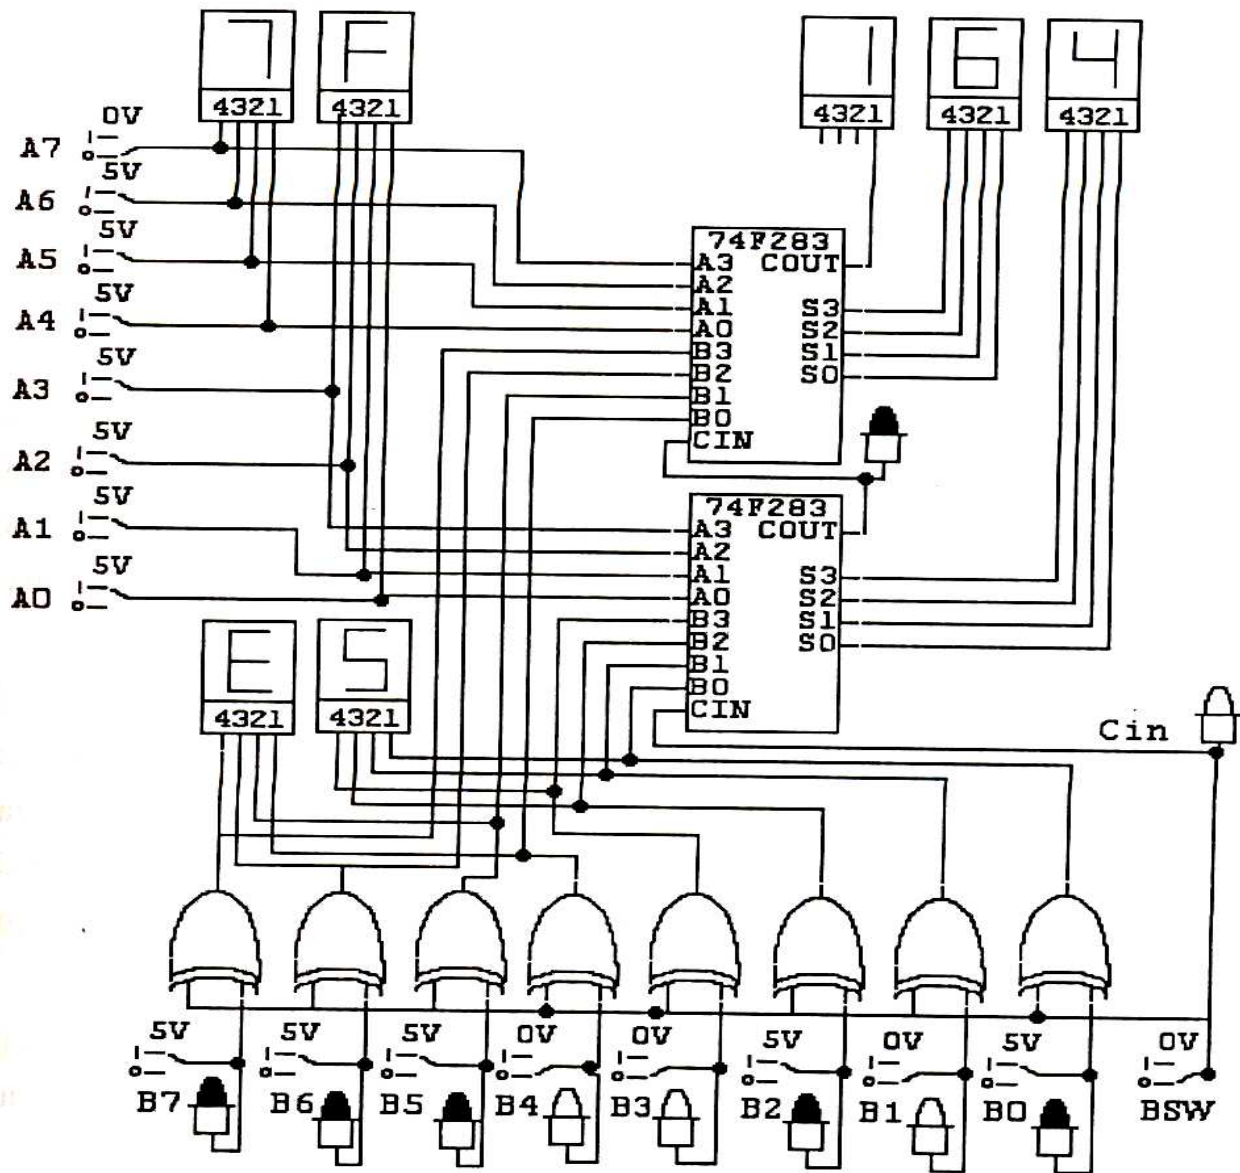 7 F
4321 4321
1 6 4
4321 4321 4321
0V
A7
5V
A6
5V
A5
5V
A4
5V
A3
5V
A2
5V
A1
5V
A0
74F283
A3 COUT
A2
A1 S3
A0 S2
B3 S1
B2 S0
B1
B0
CIN
74F283
A3 COUT
A2
A1 S3
A0 S2
B3 S1
B2 S0
B1
B0
CIN
E 5
4321 4321
Cin
5V 5V 5V 0V 0V 5V 0V 5V 0V
B7 B6 B5 B4 B3 B2 B1 B0 BSW